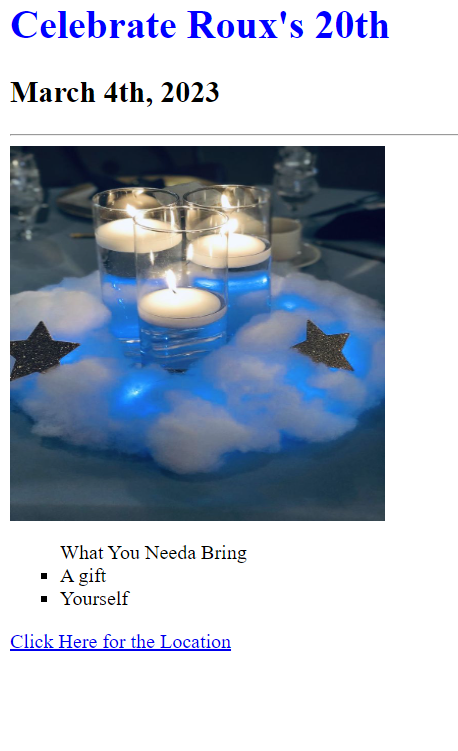 Celebrate Roux's 20th
March 4th, 2023
What You Needa Bring
A gift
Yourself
Click Here for the Location